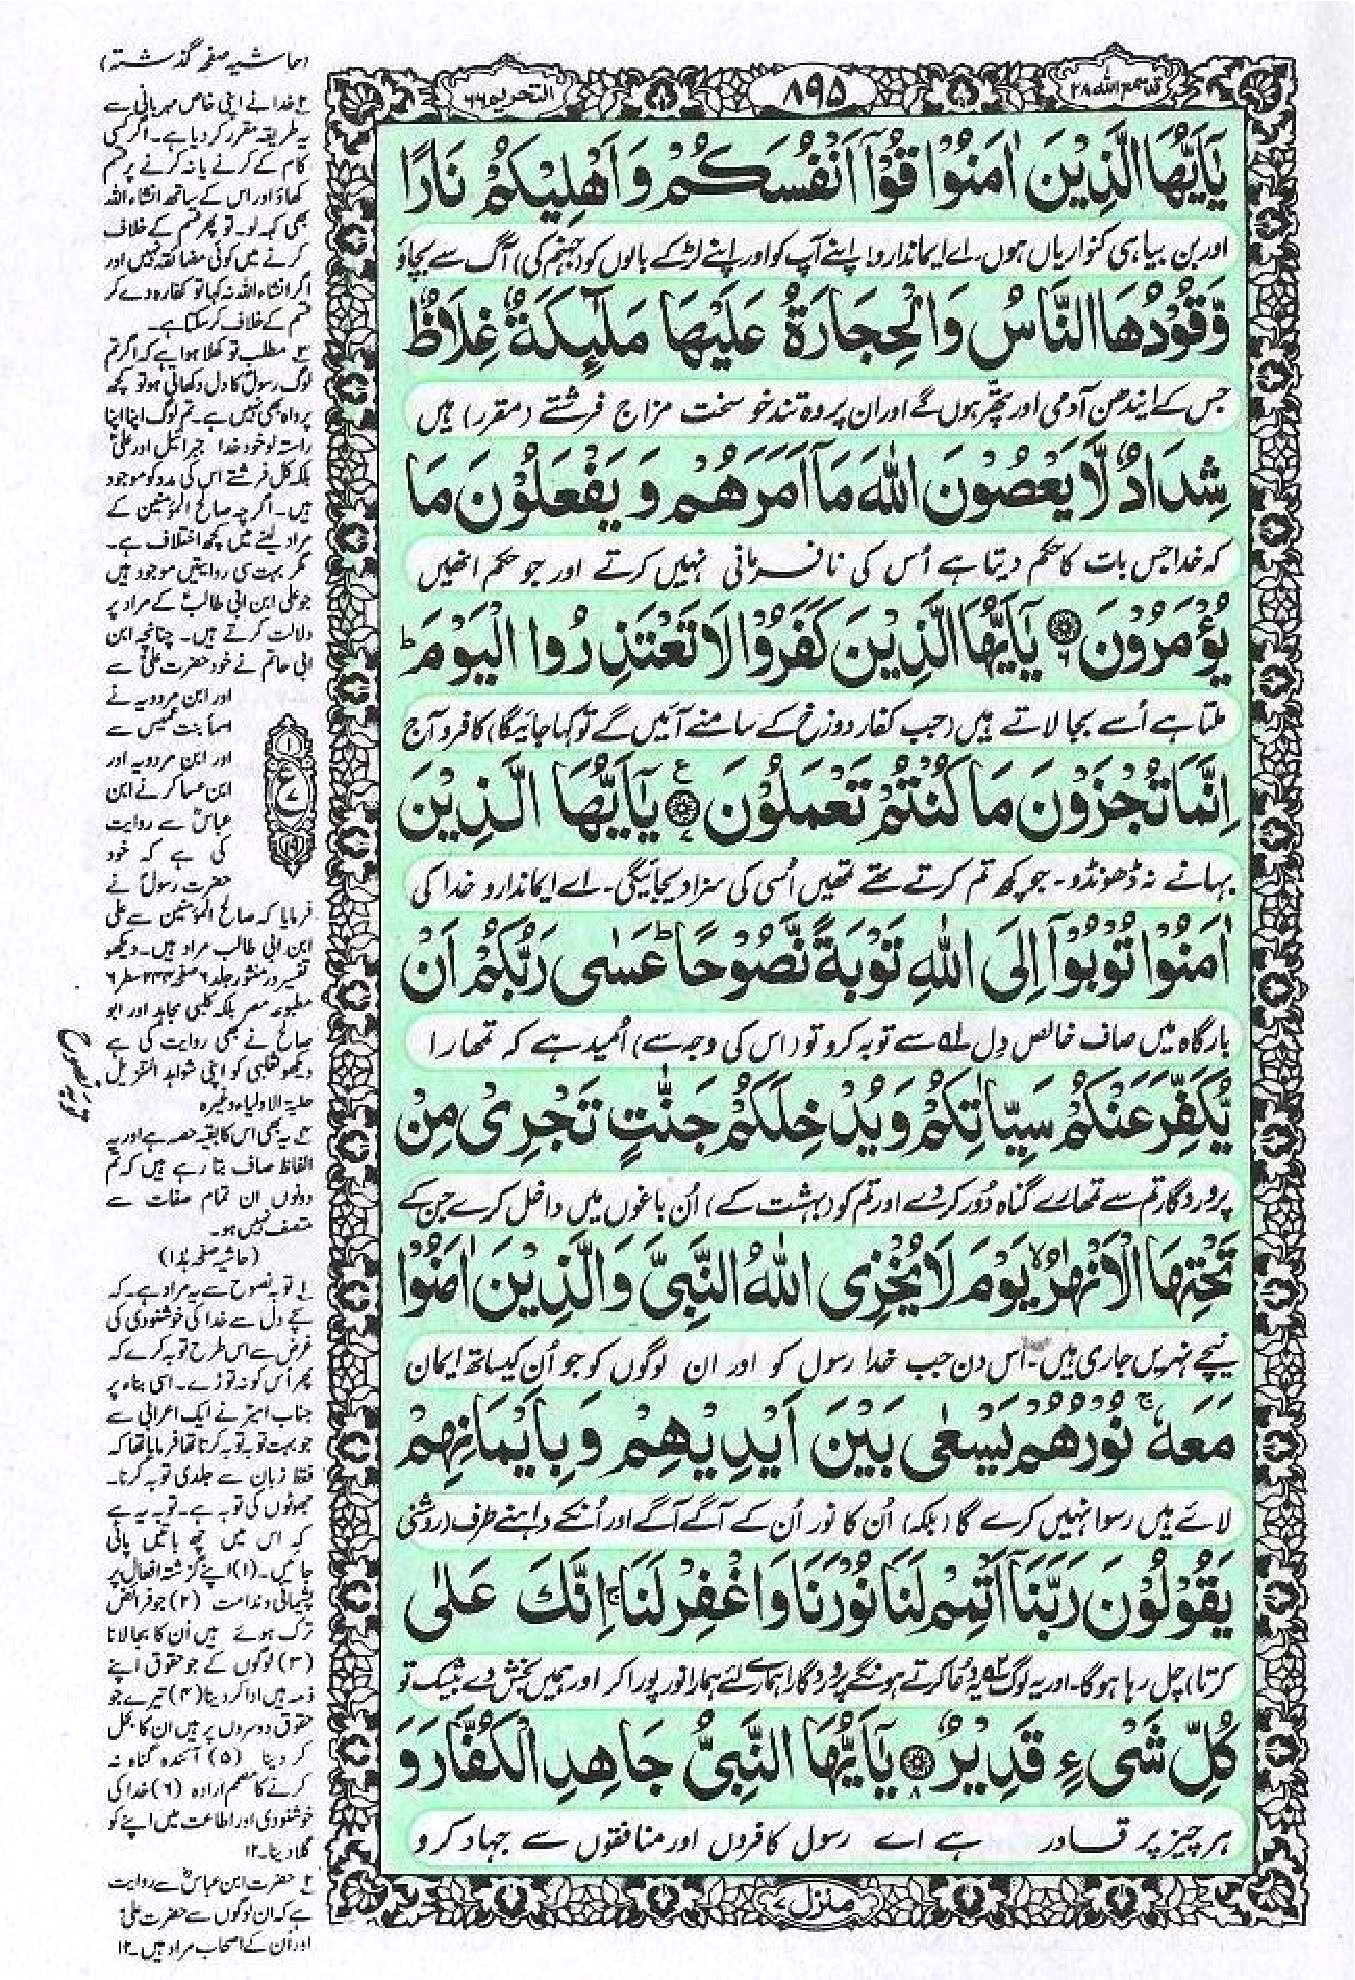 التحریم ۶۶
۸۹۵
قد سمع الله ۲۸
یٰۤاَیُّهَا الَّذِیْنَ اٰمَنُوْا قُوْۤا اَنْفُسَكُمْ وَ اَهْلِیْكُمْ نَارًا
اور بن بیاہی کنواریاں ہوں۔ اے ایماندارو! اپنے آپ کو اور اپنے لڑکے بالوں کو (جہنم کی) آگ سے بچاؤ
وَّ قُوْدُهَا النَّاسُ وَ الْحِجَارَةُ عَلَیْهَا مَلٰٓئِكَةٌ غِلَاظٌ
جس کے ایندھن آدمی اور پتھر ہوں گے اور ان پر وہ تندخو سخت مزاج فرشتے (مقرر) ہیں
شِدَادٌ لَّا یَعْصُوْنَ اللّٰهَ مَاۤ اَمَرَهُمْ وَ یَفْعَلُوْنَ مَا
کہ خدا جس بات کا حکم دیتا ہے اُس کی نافرمانی نہیں کرتے اور جو حکم انھیں
یُؤْمَرُوْنَ ۶ یٰۤاَیُّهَا الَّذِیْنَ كَفَرُوْا لَا تَعْتَذِرُوا الْیَوْمَ ؕ
ملتا ہے اُسے بجا لاتے ہیں (جب کفار دوزخ کے سامنے آئیں گے تو کہا جائیگا) کافرو آج
اِنَّمَا تُجْزَوْنَ مَا كُنْتُمْ تَعْمَلُوْنَ ۷ ع یٰۤاَیُّهَا الَّذِیْنَ
بہانے نہ ڈھونڈو۔ جو کچھ تم کرتے تھے تمھیں اُسی کی سزا دیجائیگی۔ اے ایماندارو خدا کی
اٰمَنُوْا تُوْبُوْۤا اِلَى اللّٰهِ تَوْبَةً نَّصُوْحًا ؕ عَسٰى رَبُّكُمْ اَنْ
بارگاہ میں صاف خالص دِل ۱؎ سے توبہ کرو تو (اس کی وجہ سے) اُمید ہے کہ تمھارا
یُّكَفِّرَ عَنْكُمْ سَیِّاٰتِكُمْ وَ یُدْخِلَكُمْ جَنّٰتٍ تَجْرِیْ مِنْ
پروردگار تم سے تمھارے گناہ دُور کر دے اور تم کو (بہشت کے) اُن باغوں میں داخل کرے جن کے
تَحْتِهَا الْاَنْهٰرُ ۙ یَوْمَ لَا یُخْزِی اللّٰهُ النَّبِیَّ وَ الَّذِیْنَ اٰمَنُوْا
نیچے نہریں جاری ہیں۔ اُس دن جب خدا رسول کو اور ان لوگوں کو جو اُن کیساتھ ایمان
مَعَهٗ ۚ نُوْرُهُمْ یَسْعٰى بَیْنَ اَیْدِیْهِمْ وَ بِاَیْمَانِهِمْ
لائے ہیں رسوا نہیں کرے گا (بلکہ) اُن کا نور اُن کے آگے آگے اور اُنکے داہنے طرف (روشنی
یَقُوْلُوْنَ رَبَّنَاۤ اَتْمِمْ لَنَا نُوْرَنَا وَ اغْفِرْ لَنَا ۚ اِنَّكَ عَلٰى
کرتا) چل رہا ہوگا۔ اور یہ لوگ ۲؎ یہ دُعا کرتے ہونگے پروردگارا ہمارے لئے ہمارا نور پورا کر اور ہمیں بخش دے بیشک تو
كُلِّ شَیْءٍ قَدِیْرٌ ۸ یٰۤاَیُّهَا النَّبِیُّ جَاهِدِ الْكُفَّارَ وَ
ہر چیز پر قادر ہے اے رسول کافروں اور منافقوں سے جہاد کرو
منزل ۷
(حاشیہ صفحہ گذشتہ)
۲؎ خدا نے اپنی خاص مہربانی سے
یہ طریقہ مقرر کر دیا ہے۔ اگر کسی
کام کے کرنے یا نہ کرنے پر قسم
کھاؤ اور اس کے ساتھ انشاء اللہ
بھی کہہ لو۔ تو پھر قسم کے خلاف
کرنے میں کوئی مضائقہ نہیں اور
اگر انشاء اللہ نہ کہا تو کفارہ دے کر
قسم کے خلاف کر سکتا ہے۔
۳؎ مطلب تو کھلا ہوا ہے کہ اگر تم
لوگ رسولؐ کا دل دکھاتی ہو تو کچھ
پرواہ بھی نہیں ہے۔ تم لوگ اپنا اپنا
راستہ لو خود خدا جبرائیل اور علیؑ
بلکہ کل فرشتے اس کی مدد کو موجود
ہیں۔ اگرچہ صالح المؤمنین کے
مراد لینے میں کچھ اختلاف ہے۔
مگر بہت سی روایتیں موجود ہیں
جو علی ابن ابی طالبؑ کے مراد پر
دلالت کرتے ہیں۔ چنانچہ ابن
ابی حاتم نے خود حضرت علیؑ سے
اور ابن مردویہ نے
اسماء بنت عمیس سے
اور ابن مردویہ اور
ابن عساکر نے ابن
عباسؓ سے روایت
کی ہے کہ خود
حضرت رسولؐ نے
فرمایا کہ صالح المؤمنین سے علی
ابن ابی طالب مراد ہیں۔ دیکھو
تفسیر درمنثور جلد ۶ صفحہ ۲۴۴ سطر ۶
مطبوعہ مصر بلکہ کلبی مجاہد اور ابو
صالح نے بھی روایت کی ہے
دیکھو ثعلبی کو اپنی شواہد التنزیل
حلیۃ الاولیاء وغیرہ
۴؎ یہ بھی اس کا بقیہ حصہ ہے اور یہ
الفاظ صاف بتا رہے ہیں کہ تم
دونوں ان تمام صفات سے
متصف نہیں ہو۔
(حاشیہ صفحہ ہٰذا)
۱؎ توبہ نصوح سے یہ مراد ہے۔ کہ
سچے دل سے خدا کی خوشنودی کی
غرض سے اس طرح توبہ کرے کہ
پھر اُس کو نہ توڑے۔ اسی بناء پر
جناب امیرؑ نے ایک اعرابی سے
جو بہت توبہ توبہ کرتا تھا فرمایا تھا کہ
فقط زبان سے جلدی توبہ کرنا۔
جھوٹوں کی توبہ ہے۔ توبہ یہ ہے
کہ اس میں چھ باتیں پائی
جائیں۔ (۱) اپنے گزشتہ افعال پر
پشیمانی و ندامت (۲) جو فرائض
ترک ہوئے ہیں اُن کا بجا لانا
(۳) لوگوں کے جو حقوق اپنے
ذمہ ہیں ادا کر دینا (۴) تیرے جو
حقوق دوسروں پر ہیں ان کا بحل
کر دینا (۵) آئندہ گناہ نہ
کرنے کا مصمم ارادہ (۶) خدا کی
خوشنودی اور اطاعت میں اپنے کو
گلا دینا۔ ۱۲
۲؎ حضرت ابن عباسؓ سے روایت
ہے کہ ان لوگوں سے حضرت علیؑ
اور اُن کے اصحاب مراد ہیں۔ ۱۲
۱
ع
۷
۱۹
توبۃ نصوح